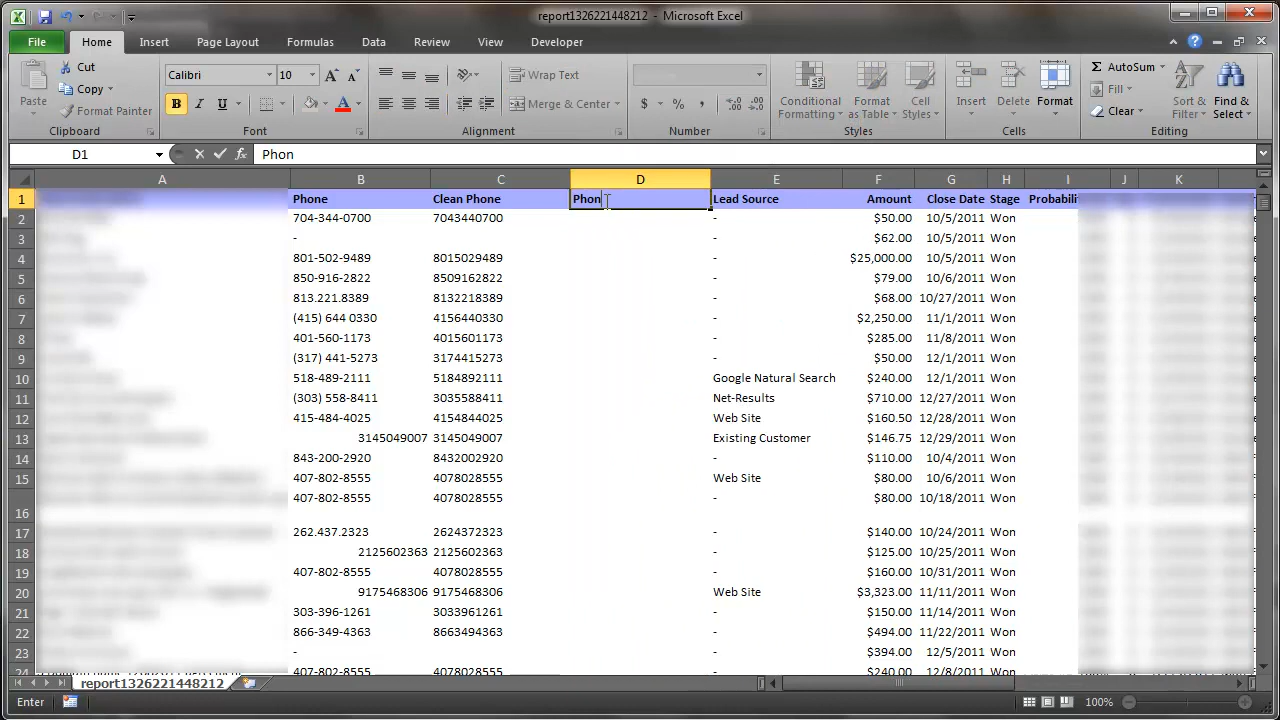 report1326221448212 - Microsoft Excel
File Home Insert Page Layout Formulas Data Review View Developer
Cut
Copy
Format Painter
Paste
Clipboard
Calibri 10
B I U
Font
Wrap Text
Merge & Center
Alignment
$ % ,
Number
Conditional Formatting
Format as Table
Cell Styles
Styles
Insert Delete Format
Cells
AutoSum
Fill
Clear
Sort & Filter
Find & Select
Editing
D1 fx Phon
A B C D E F G H I J K
1 Phone Clean Phone Phon Lead Source Amount Close Date Stage Probabili
2 704-344-0700 7043440700 - $50.00 10/5/2011 Won
3 - - $62.00 10/5/2011 Won
4 801-502-9489 8015029489 - $25,000.00 10/5/2011 Won
5 850-916-2822 8509162822 - $79.00 10/6/2011 Won
6 813.221.8389 8132218389 - $68.00 10/27/2011 Won
7 (415) 644 0330 4156440330 - $2,250.00 11/1/2011 Won
8 401-560-1173 4015601173 - $285.00 11/8/2011 Won
9 (317) 441-5273 3174415273 - $50.00 12/1/2011 Won
10 518-489-2111 5184892111 Google Natural Search $240.00 12/1/2011 Won
11 (303) 558-8411 3035588411 Net-Results $710.00 12/27/2011 Won
12 415-484-4025 4154844025 Web Site $160.50 12/28/2011 Won
13 3145049007 3145049007 Existing Customer $146.75 12/29/2011 Won
14 843-200-2920 8432002920 - $110.00 10/4/2011 Won
15 407-802-8555 4078028555 Web Site $80.00 10/6/2011 Won
16 407-802-8555 4078028555 - $80.00 10/18/2011 Won
17 262.437.2323 2624372323 - $140.00 10/24/2011 Won
18 2125602363 2125602363 - $125.00 10/25/2011 Won
19 407-802-8555 4078028555 - $160.00 10/31/2011 Won
20 9175468306 9175468306 Web Site $3,323.00 11/11/2011 Won
21 303-396-1261 3033961261 - $150.00 11/14/2011 Won
22 866-349-4363 8663494363 - $494.00 11/22/2011 Won
23 - - $394.00 12/5/2011 Won
24 407-802-8555 4078028555 - $240.00 12/8/2011 Won
report1326221448212
Enter 100%